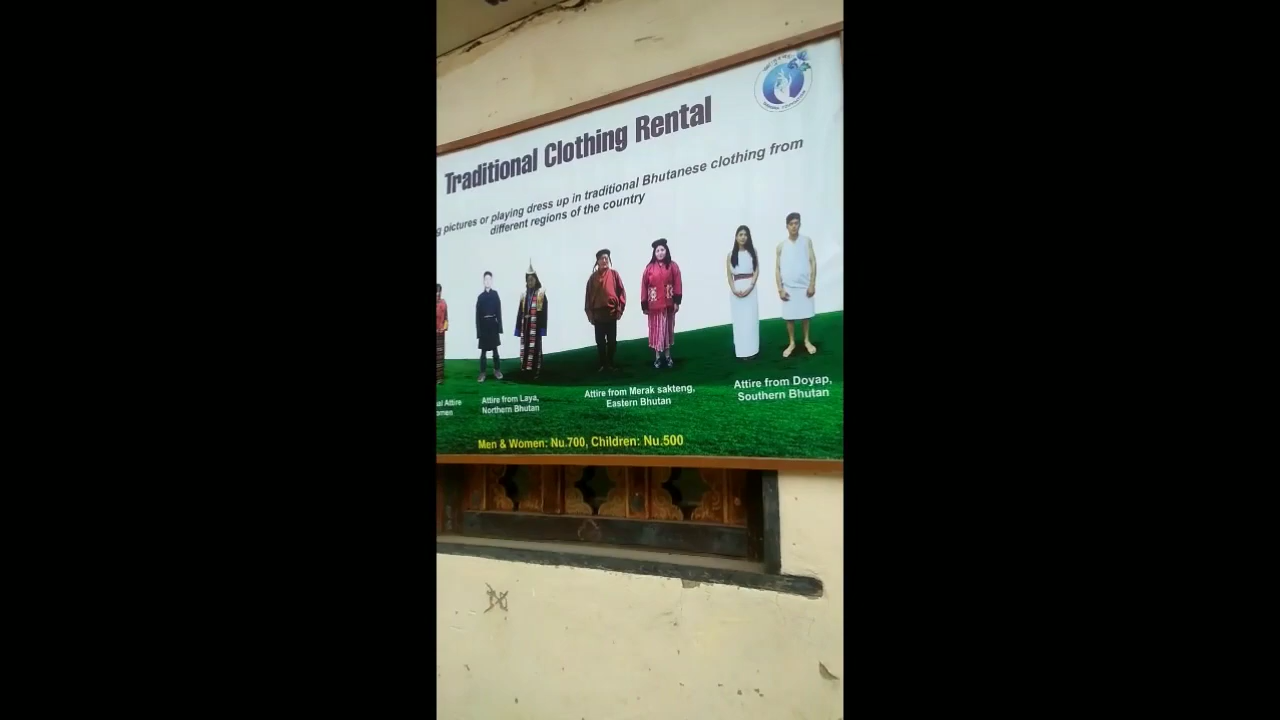 Traditional Clothing Rental
pictures or playing dress up in traditional Bhutanese clothing from
different regions of the country
Attire from Laya,
Northern Bhutan
Attire from Merak sakteng,
Eastern Bhutan
Attire from Doyap,
Southern Bhutan
Attire
Men & Women: Nu.700, Children: Nu.500